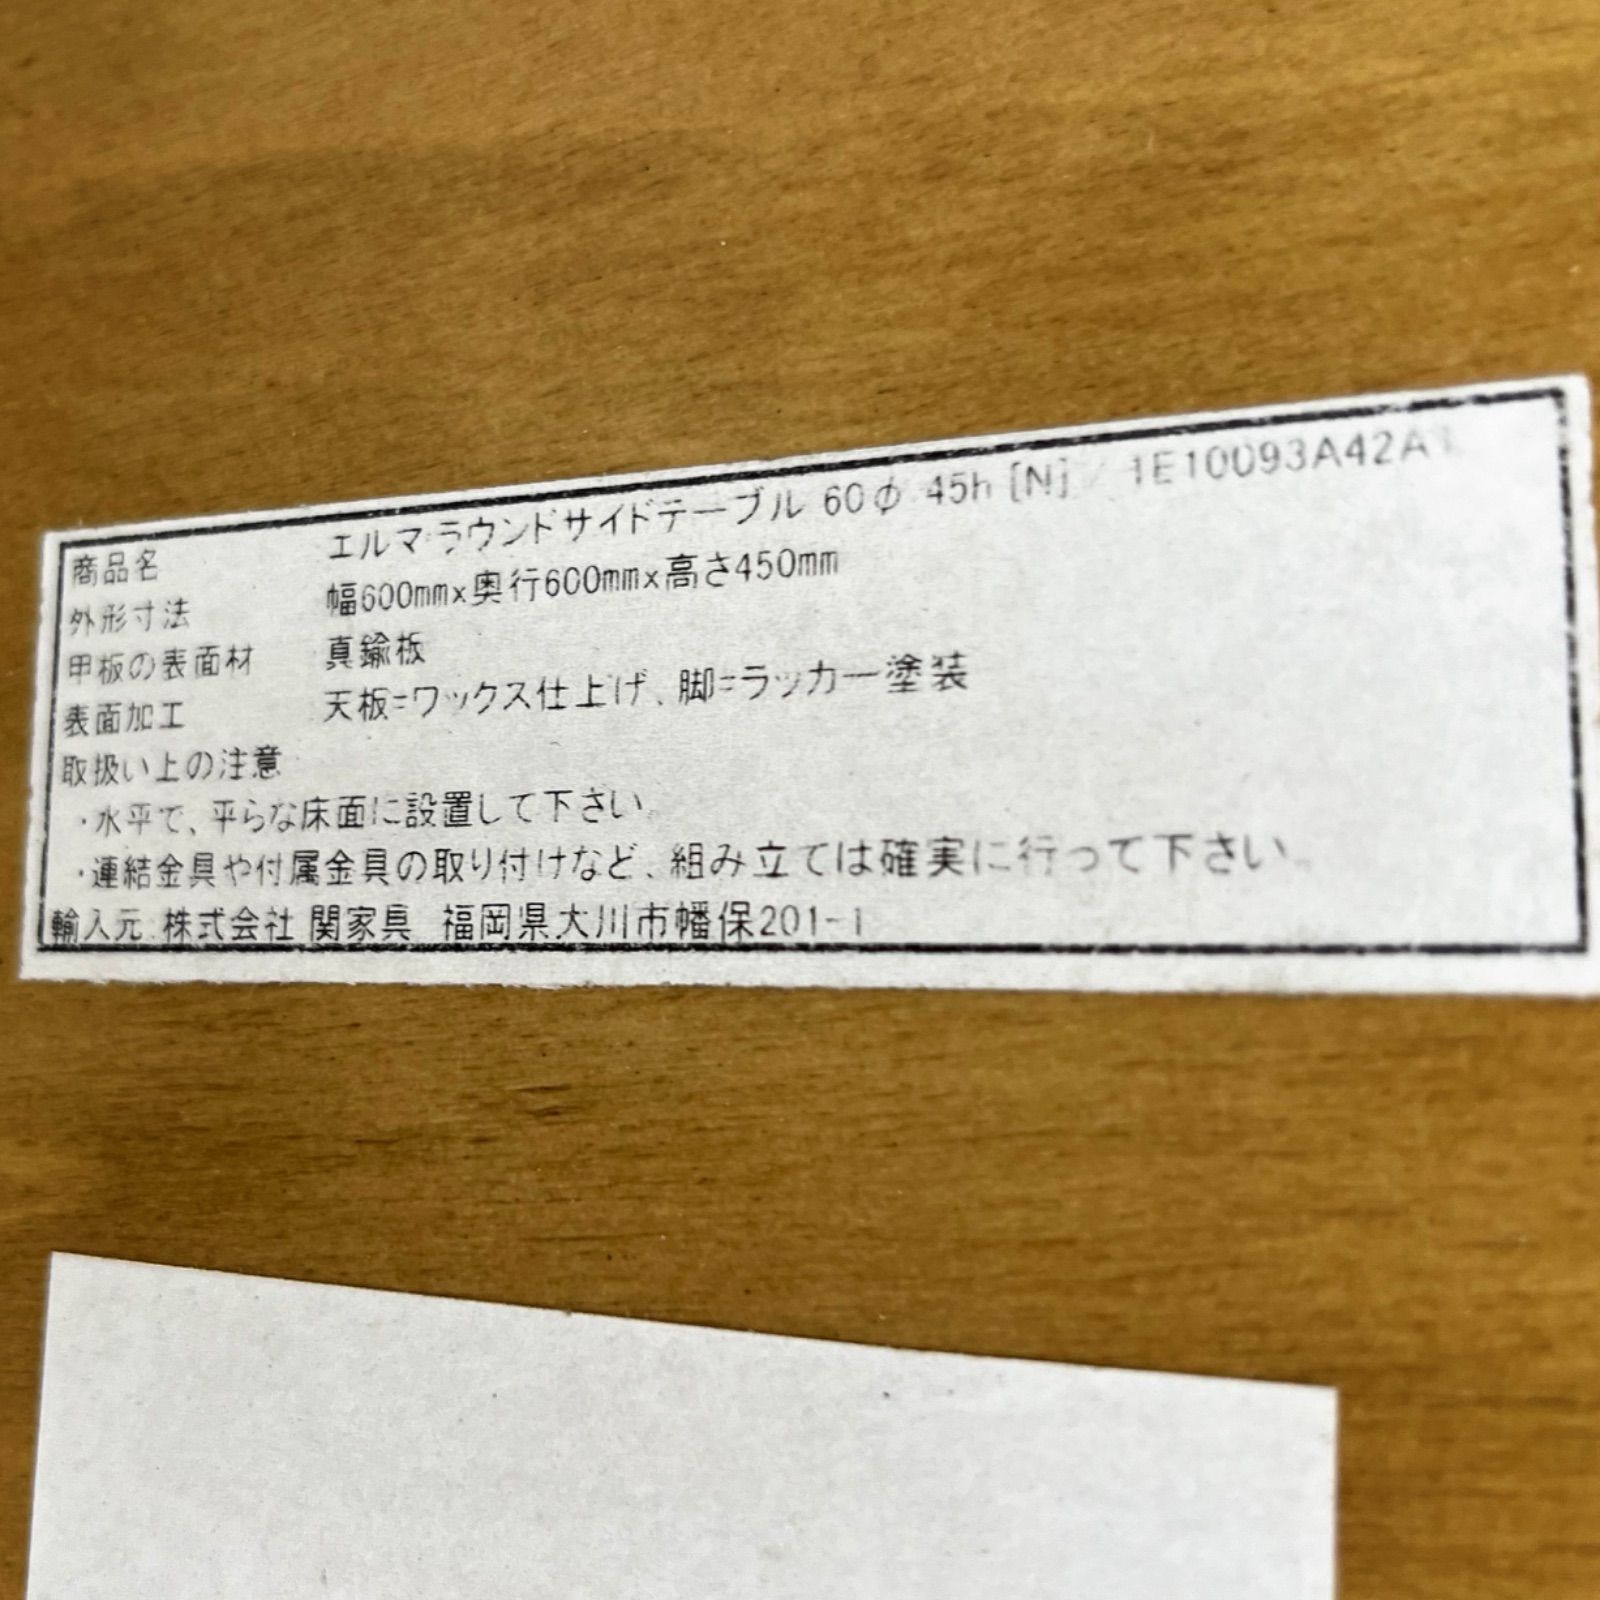 商品名 エルマ ラウンドサイドテーブル 60φ 45h [N] / 1E10093A42A
外形寸法 幅600mm×奥行600mm×高さ450mm
甲板の表面材 真鍮板
表面加工 天板=ワックス仕上げ、脚=ラッカー塗装
取扱い上の注意
・水平で、平らな床面に設置して下さい。
・連結金具や付属金具の取り付けなど、組み立ては確実に行って下さい。
輸入元:株式会社 関家具 福岡県大川市幡保201-1